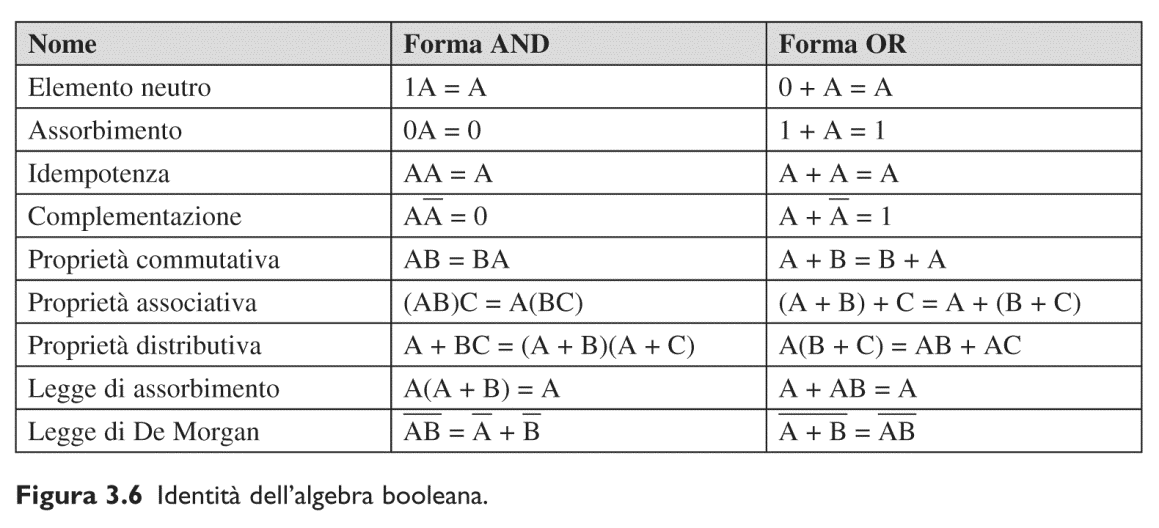 Nome Forma AND Forma OR
Elemento neutro 1A = A 0 + A = A
Assorbimento 0A = 0 1 + A = 1
Idempotenza AA = A A + A = A
Complementazione AA̅ = 0 A + A̅ = 1
Proprietà commutativa AB = BA A + B = B + A
Proprietà associativa (AB)C = A(BC) (A + B) + C = A + (B + C)
Proprietà distributiva A + BC = (A + B)(A + C) A(B + C) = AB + AC
Legge di assorbimento A(A + B) = A A + AB = A
Legge di De Morgan A̅B̅ = A̅ + B̅ A̅ ̅+̅ ̅B̅ = A̅B̅
Figura 3.6 Identità dell'algebra booleana.